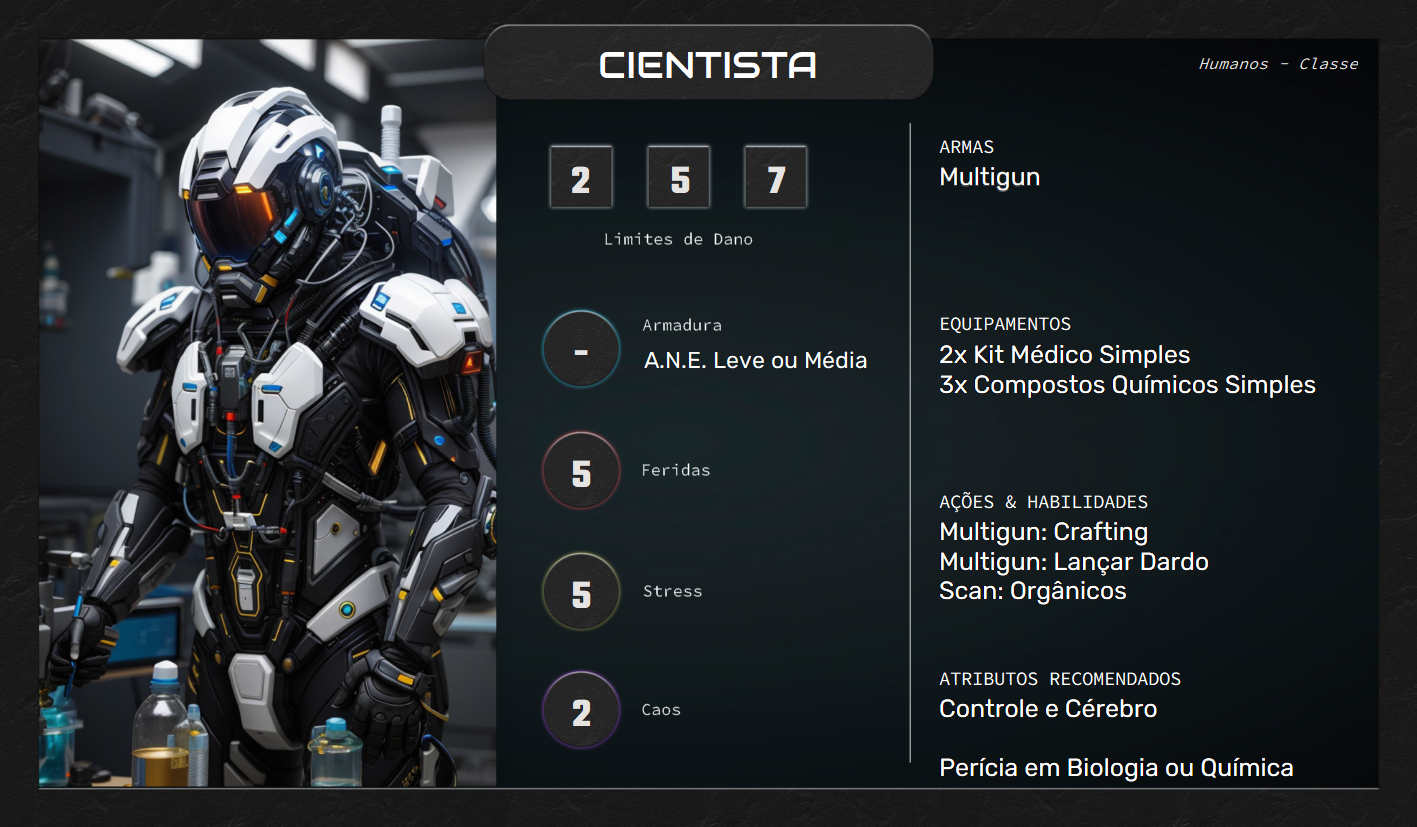 CIENTISTA
Humanos - Classe
2 5 7
Limites de Dano
-
Armadura
A.N.E. Leve ou Média
5
Feridas
5
Stress
2
Caos
ARMAS
Multigun
EQUIPAMENTOS
2x Kit Médico Simples
3x Compostos Químicos Simples
AÇÕES & HABILIDADES
Multigun: Crafting
Multigun: Lançar Dardo
Scan: Orgânicos
ATRIBUTOS RECOMENDADOS
Controle e Cérebro
Perícia em Biologia ou Química